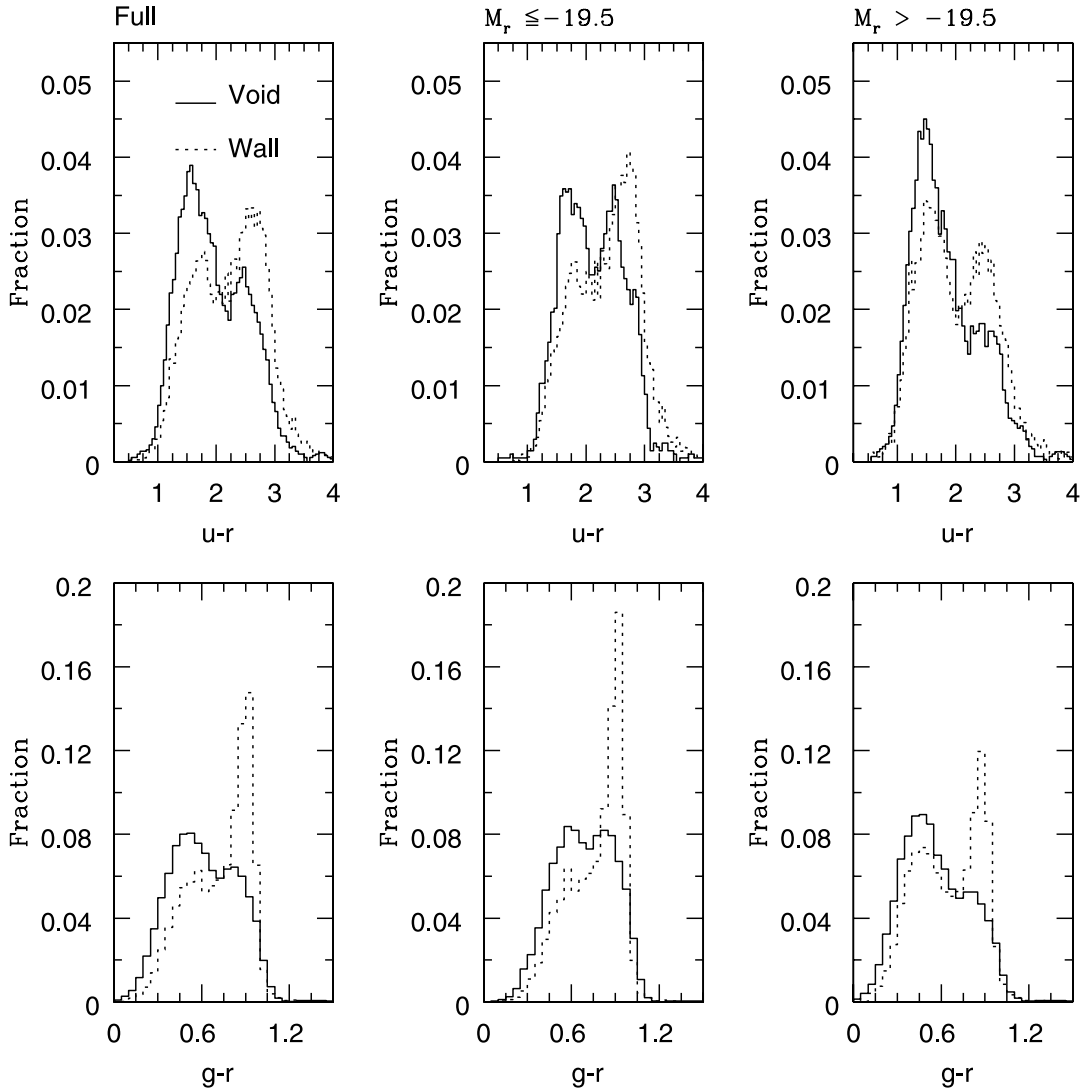 Full
M_r ≦ −19.5
M_r > −19.5
Void
Wall
Fraction
0.05
0.04
0.03
0.02
0.01
0
1 2 3 4
u-r
Fraction
0.05
0.04
0.03
0.02
0.01
0
1 2 3 4
u-r
Fraction
0.05
0.04
0.03
0.02
0.01
0
1 2 3 4
u-r
Fraction
0.2
0.16
0.12
0.08
0.04
0
0 0.6 1.2
g-r
Fraction
0.2
0.16
0.12
0.08
0.04
0
0 0.6 1.2
g-r
Fraction
0.2
0.16
0.12
0.08
0.04
0
0 0.6 1.2
g-r